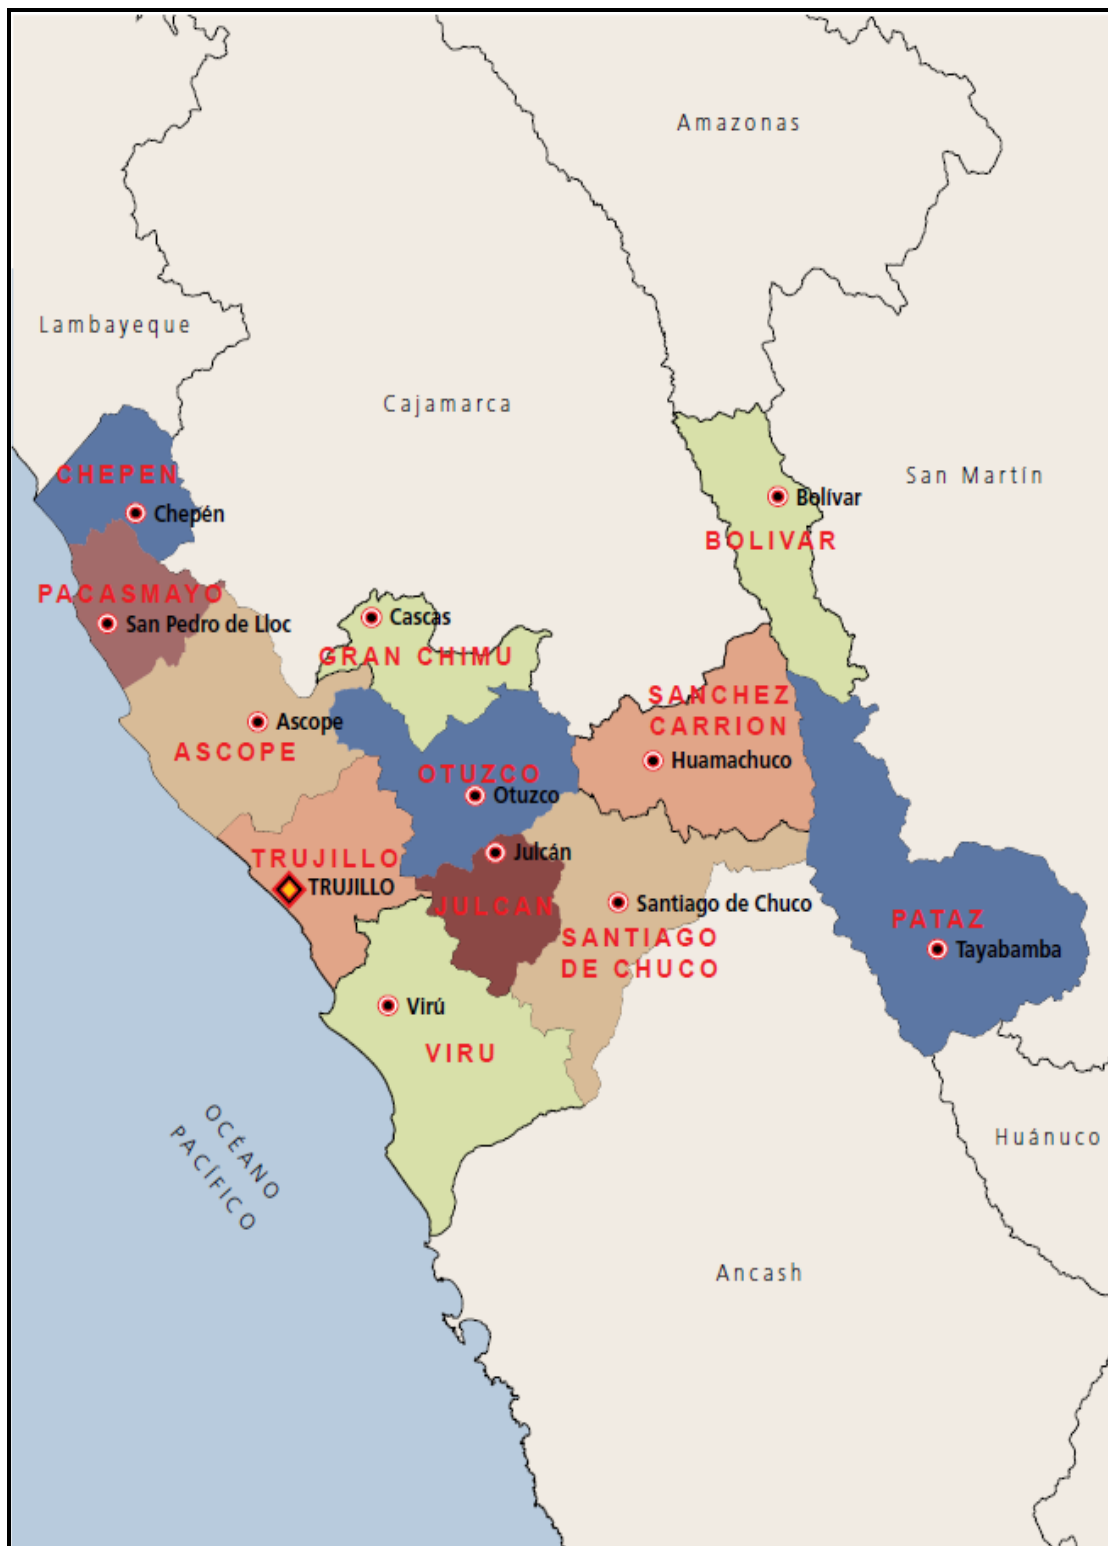 Amazonas
Lambayeque
Cajamarca
San Martín
CHEPEN
Chepén
Bolívar
BOLIVAR
PACASMAYO
San Pedro de Lloc
Cascas
GRAN CHIMU
SANCHEZ
CARRION
Huamachuco
Ascope
ASCOPE
OTUZCO
Otuzco
TRUJILLO
TRUJILLO
Julcán
JULCAN
Santiago de Chuco
SANTIAGO
DE CHUCO
PATAZ
Tayabamba
Virú
VIRU
OCÉANO
PACÍFICO
Huánuco
Ancash